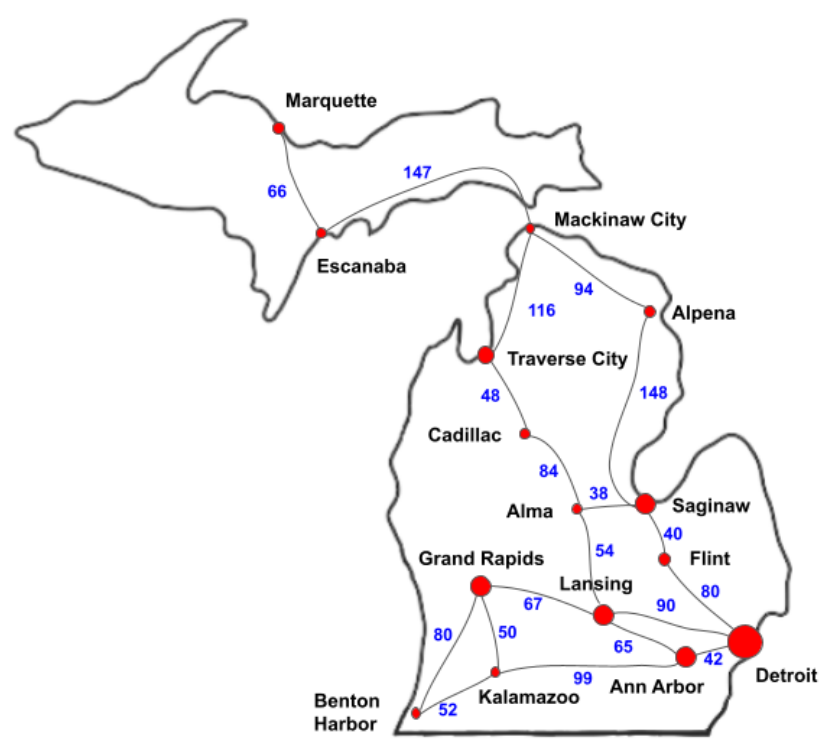 Marquette
147
66
Mackinaw City
Escanaba
94
116
Alpena
Traverse City
48
148
Cadillac
84
38
Saginaw
Alma
40
54
Grand Rapids
Flint
Lansing
80
67
90
80
50
65
42
Detroit
99
Ann Arbor
Kalamazoo
Benton
Harbor
52